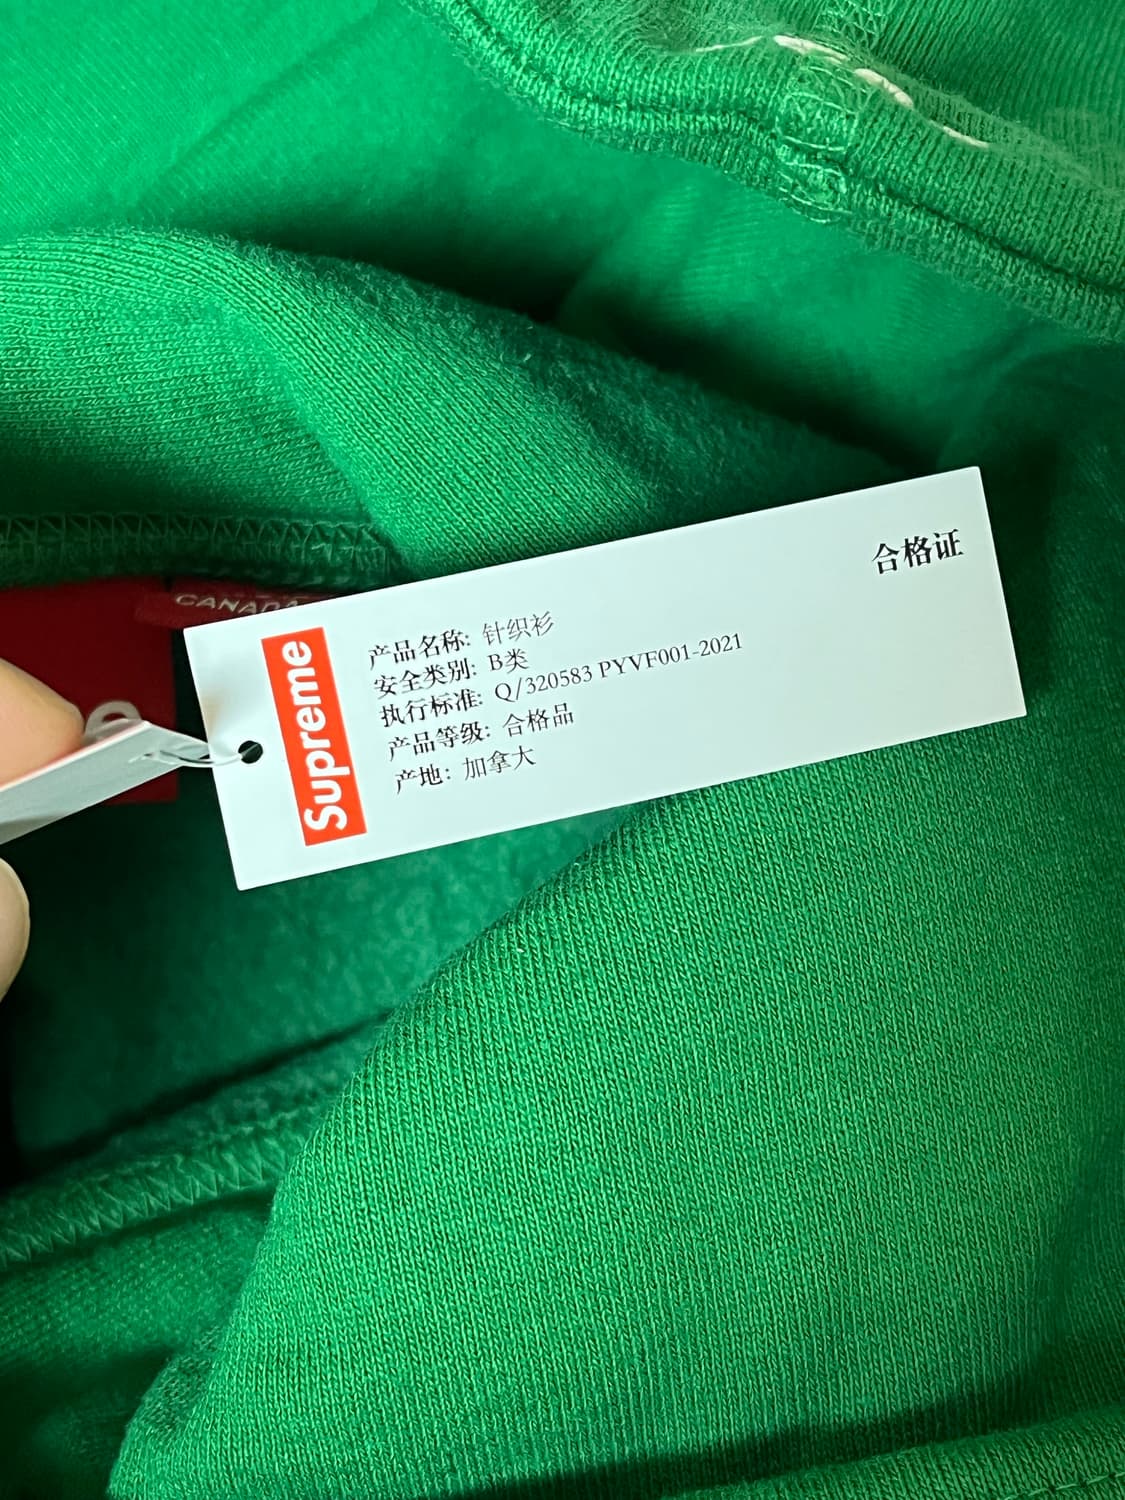 合格证
Supreme
产品名称: 针织衫
安全类别: B类
执行标准: Q/320583 PYVF001-2021
产品等级: 合格品
产地: 加拿大
CANADA